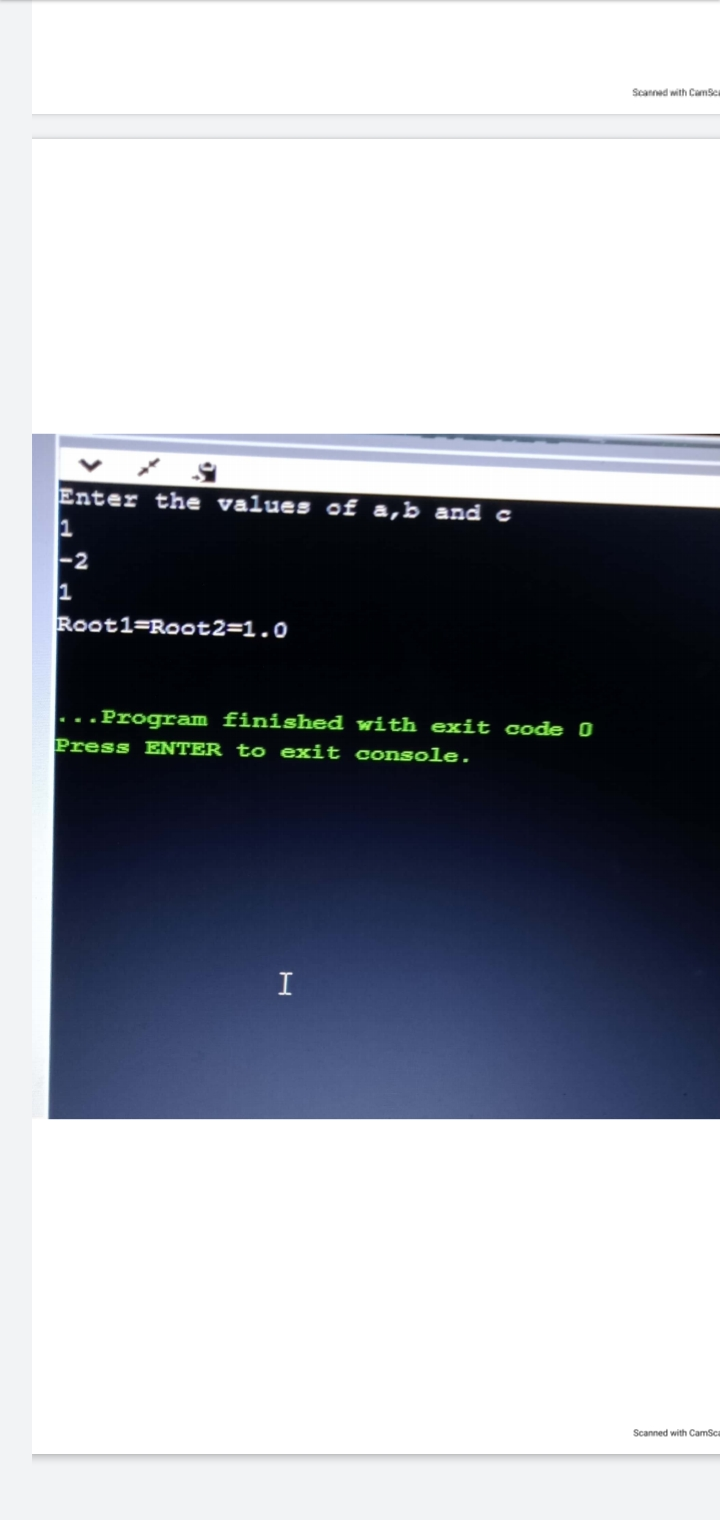 Scanned with CamSca
Enter the values of a,b and c
1
-2
1
Root1=Root2=1.0
...Program finished with exit code 0
Press ENTER to exit console.
Scanned with CamSca